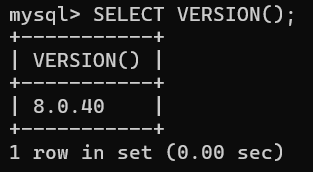 mysql> SELECT VERSION();
+-----------+
| VERSION() |
+-----------+
| 8.0.40    |
+-----------+
1 row in set (0.00 sec)